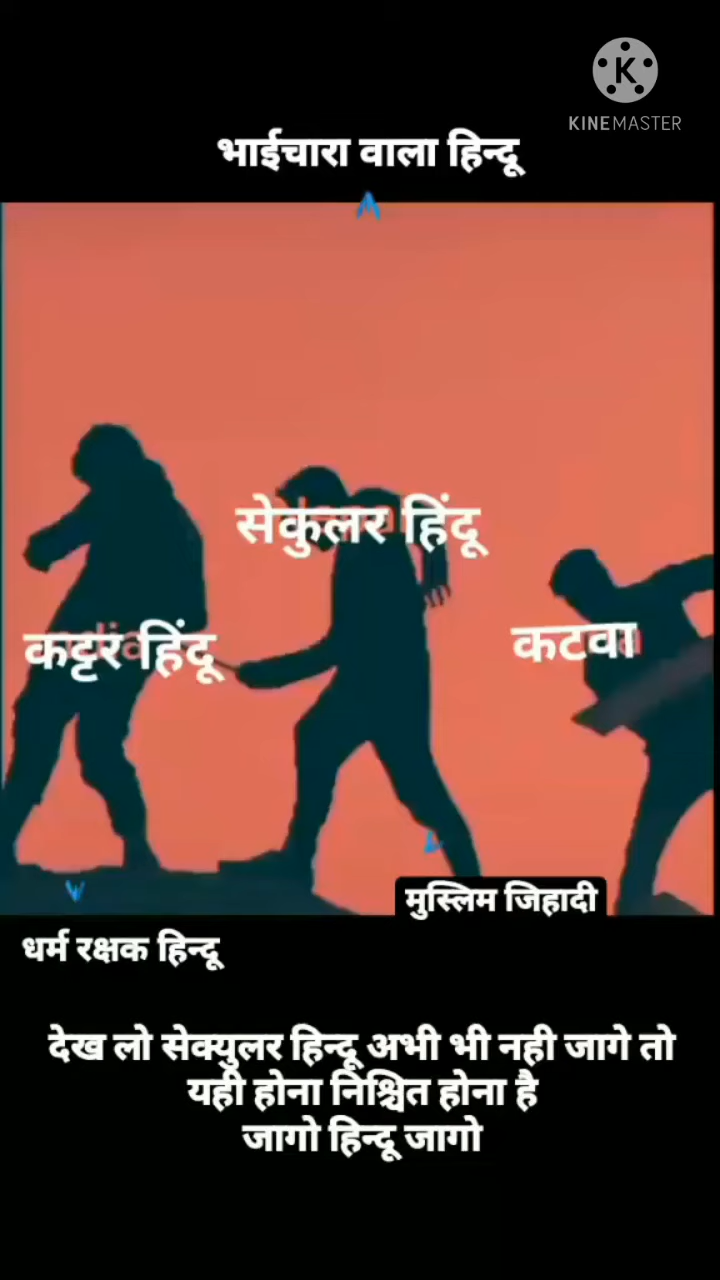 KINEMASTER
भाईचारा वाला हिन्दू
सेकुलर हिंदू
कट्टर हिंदू
कटवा
मुस्लिम जिहादी
धर्म रक्षक हिन्दू
देख लो सेक्युलर हिन्दू अभी भी नही जागे तो
यही होना निश्चित होना है
जागो हिन्दू जागो